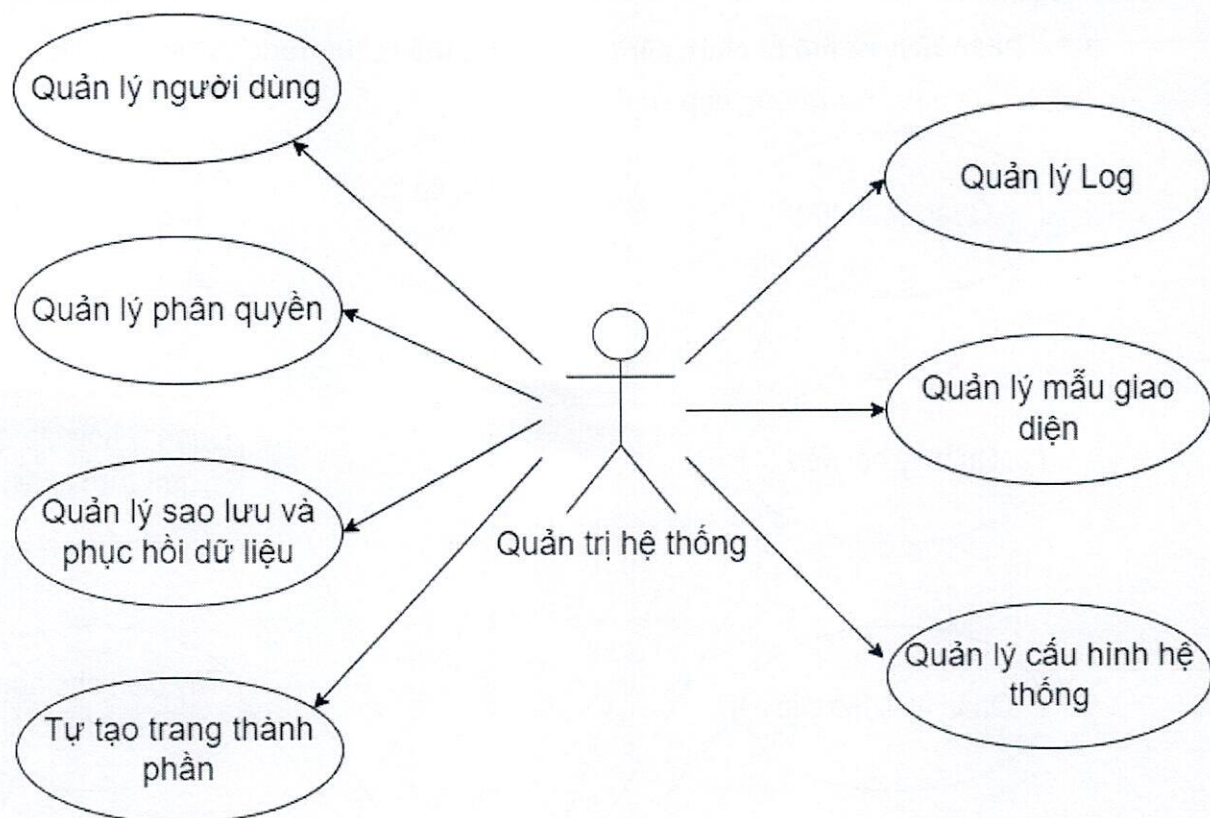 Quản lý người dùng
Quản lý Log
Quản lý phân quyền
Quản lý mẫu giao
diện
Quản lý sao lưu và
phục hồi dữ liệu
Quản trị hệ thống
Quản lý cấu hình hệ
thống
Tự tạo trang thành
phần